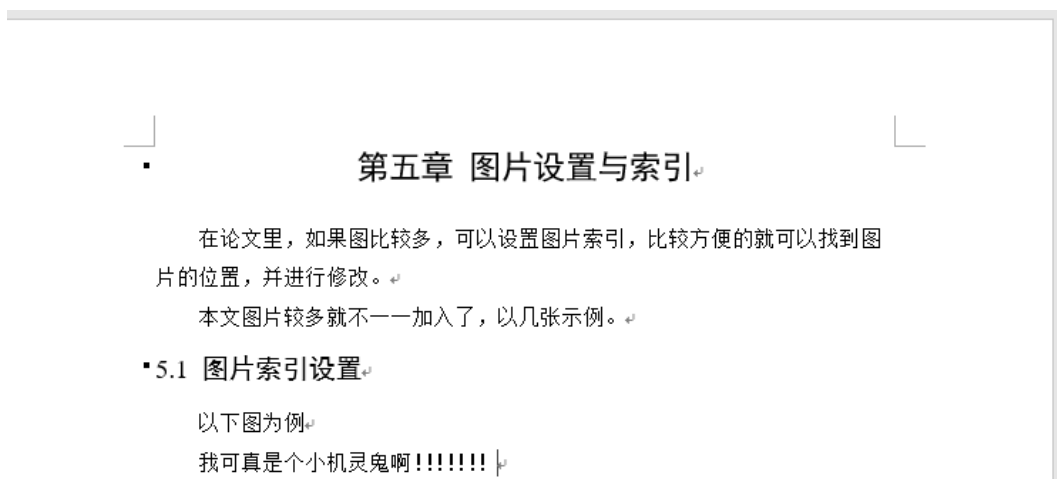 第五章 图片设置与索引
在论文里，如果图比较多，可以设置图片索引，比较方便的就可以找到图
片的位置，并进行修改。
本文图片较多就不一一加入了，以几张示例。
5.1 图片索引设置
以下图为例
我可真是个小机灵鬼啊!!!!!!!